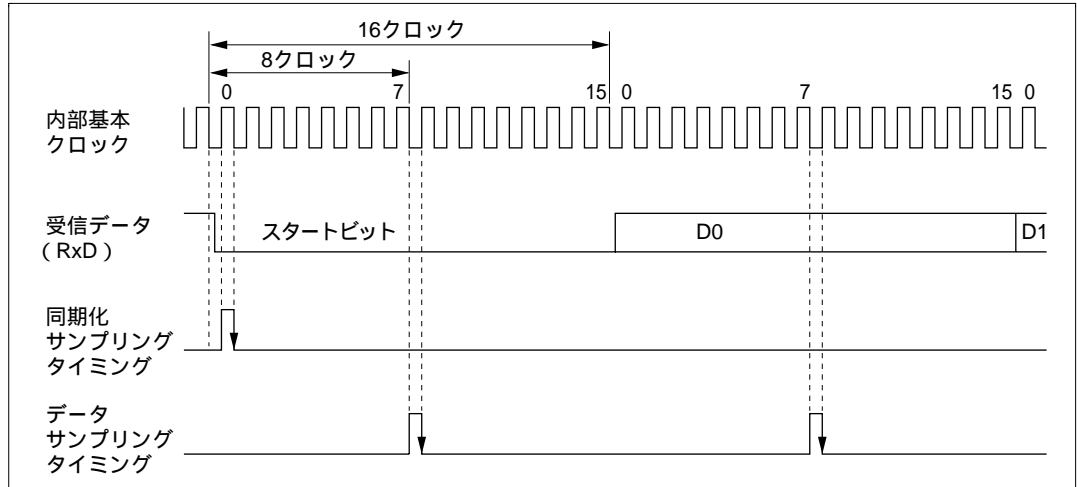 16クロック
8クロック
0 7 15 0 7 15 0
内部基本
クロック
受信データ
( RxD )
スタートビット D0 D1
同期化
サンプリング
タイミング
データ
サンプリング
タイミング